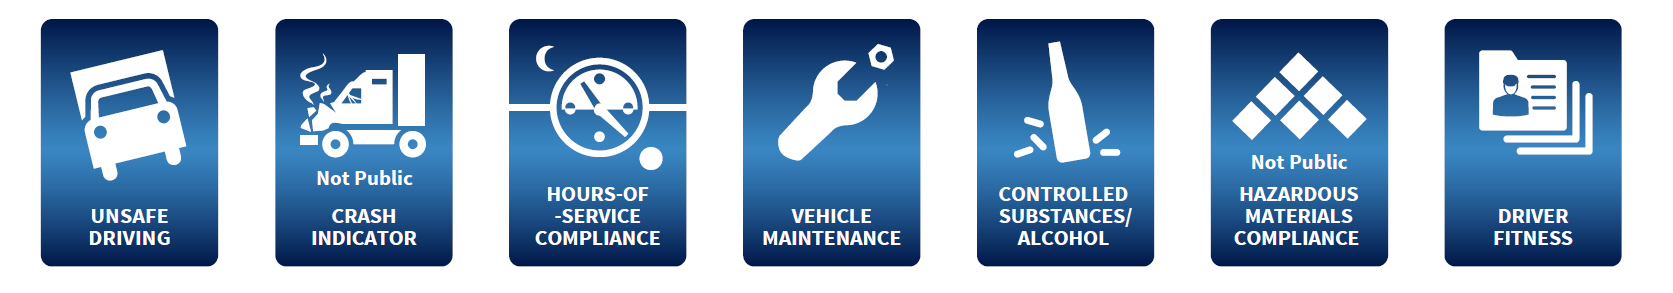 UNSAFE
DRIVING
Not Public
CRASH
INDICATOR
HOURS-OF
-SERVICE
COMPLIANCE
VEHICLE
MAINTENANCE
CONTROLLED
SUBSTANCES/
ALCOHOL
Not Public
HAZARDOUS
MATERIALS
COMPLIANCE
DRIVER
FITNESS